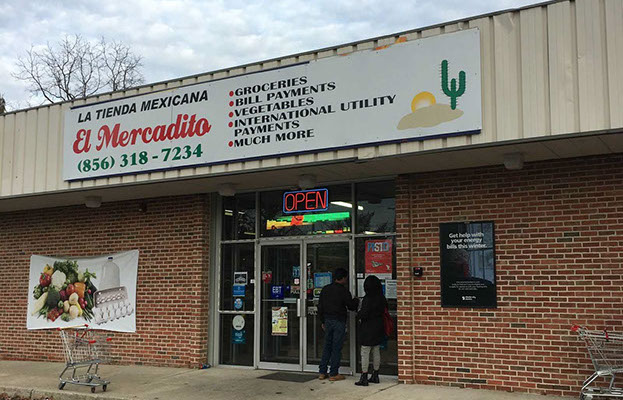 LA TIENDA MEXICANA
El Mercadito
(856) 318-7234
•GROCERIES
•BILL PAYMENTS
•VEGETABLES
•INTERNATIONAL UTILITY
PAYMENTS
•MUCH MORE
OPEN
Get help with
your energy
bills this winter.